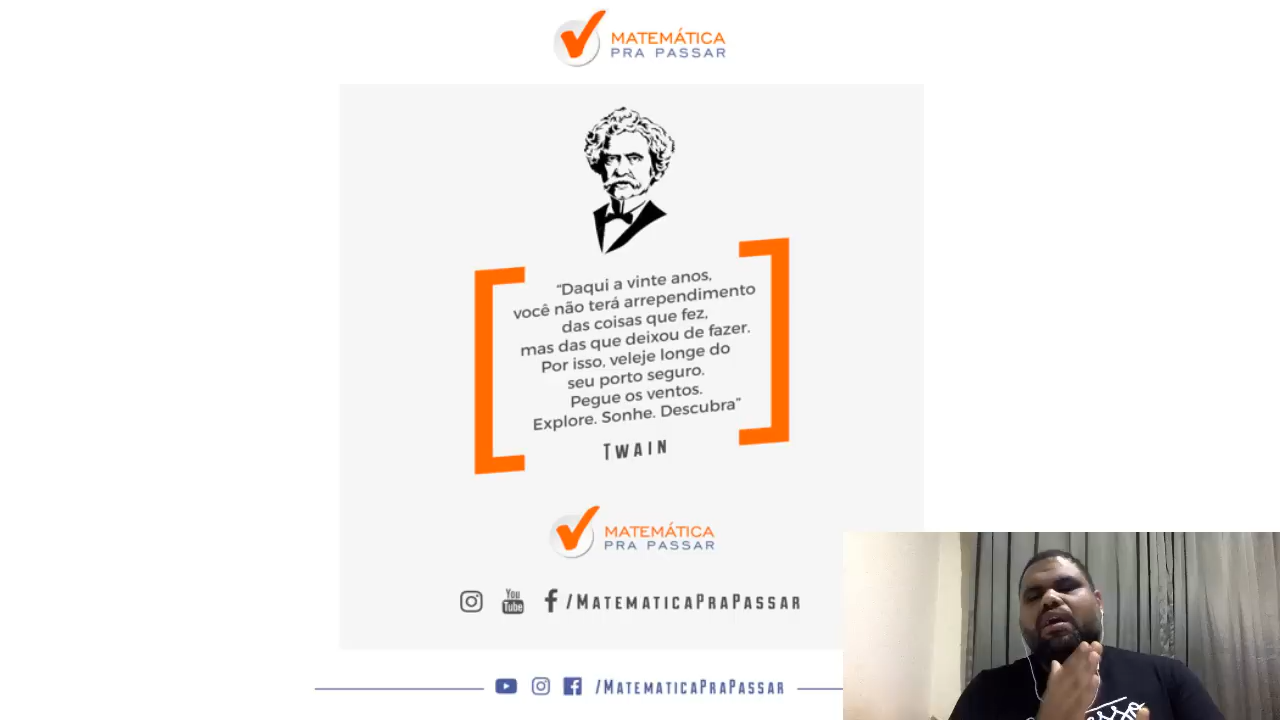 MATEMÁTICA
PRA PASSAR
“Daqui a vinte anos,
você não terá arrependimento
das coisas que fez,
mas das que deixou de fazer.
Por isso, veleje longe do
seu porto seguro.
Pegue os ventos.
Explore. Sonhe. Descubra”
TWAIN
MATEMÁTICA
PRA PASSAR
You
Tube
/MATEMATICAPRAPASSAR
/MATEMATICAPRAPASSAR